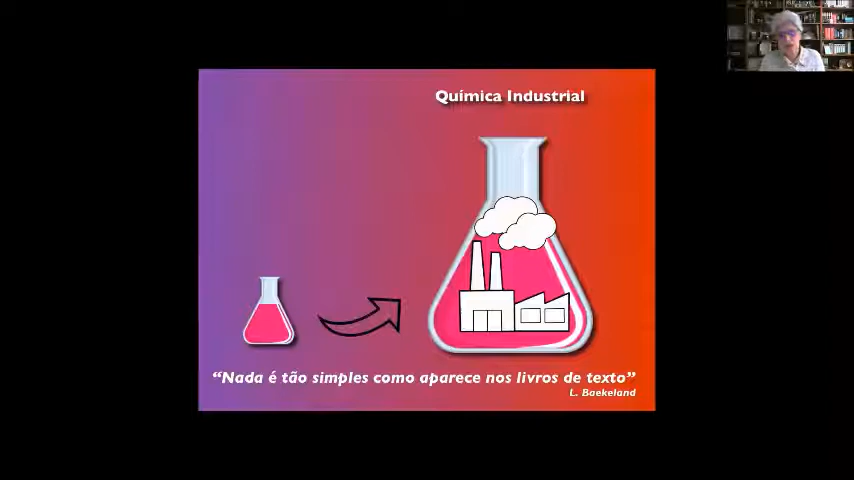 Química Industrial
“Nada é tão simples como aparece nos livros de texto”
L. Baekeland